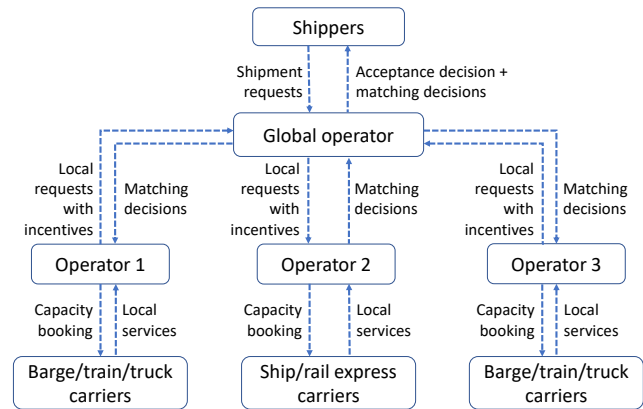 Shippers
Shipment
requests
Acceptance decision +
matching decisions
Global operator
Local
requests
with
incentives
Matching
decisions
Local
requests
with
incentives
Matching
decisions
Local
requests
with
incentives
Matching
decisions
Operator 1
Operator 2
Operator 3
Capacity
booking
Local
services
Capacity
booking
Local
services
Capacity
booking
Local
services
Barge/train/truck
carriers
Ship/rail express
carriers
Barge/train/truck
carriers